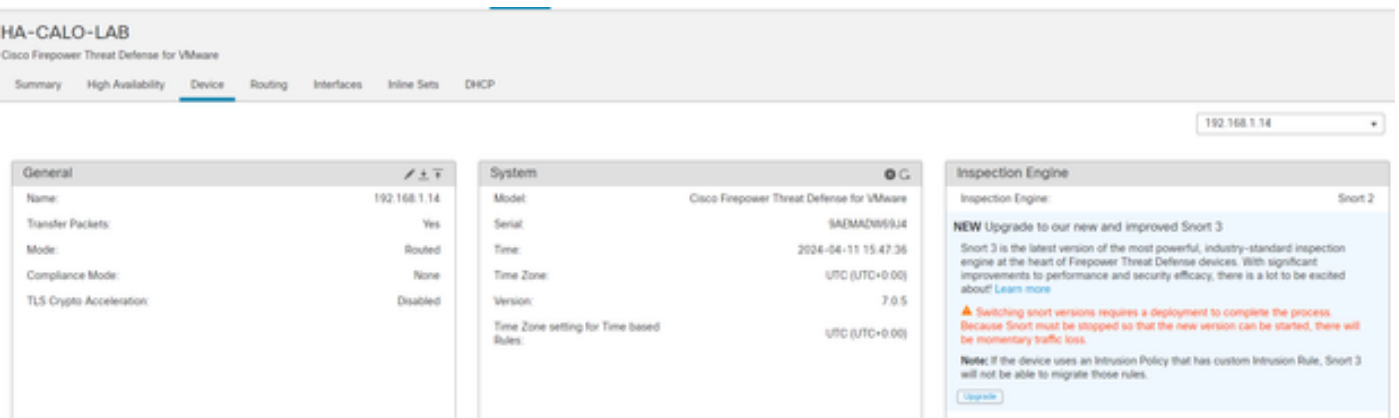 HA-CALO-LAB
Cisco Firepower Threat Defense for VMware
Summary High Availability Device Routing Interfaces Inline Sets DHCP
192.168.1.14
General
Name: 192.168.1.14
Transfer Packets: Yes
Mode: Routed
Compliance Mode: None
TLS Crypto Acceleration: Disabled
System
Model: Cisco Firepower Threat Defense for VMware
Serial:
Time: 2024-04-11 15:47:36
Time Zone: UTC (UTC+0:00)
Version: 7.0.5
Time Zone setting for Time based
Rules: UTC (UTC+0:00)
Inspection Engine
Inspection Engine: Snort 2
NEW Upgrade to our new and improved Snort 3
Snort 3 is the latest version of the most powerful, industry-standard inspection
engine at the heart of Firepower Threat Defense devices. With significant
improvements to performance and security efficacy, there is a lot to be excited
about! Learn more
Switching snort versions requires a deployment to complete the process.
Because Snort must be stopped so that the new version can be started, there will
be momentary traffic loss.
Note: If the device uses an Intrusion Policy that has custom Intrusion Rule, Snort 3
will not be able to migrate those rules.
Upgrade